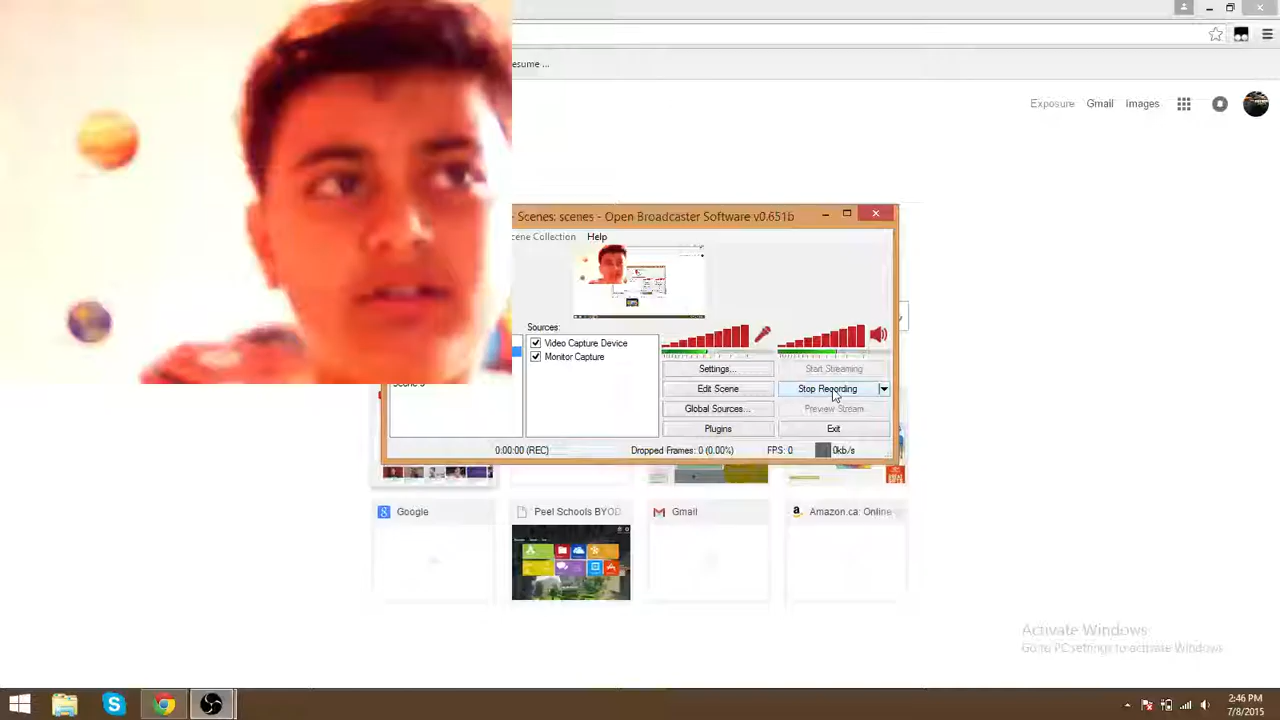 esume ...
Exposure Gmail Images
Scenes: scenes - Open Broadcaster Software v0.651b
cene Collection Help
Sources:
Video Capture Device
Monitor Capture
Settings...
Start Streaming
Edit Scene
Stop Recording
Global Sources...
Preview Stream
Plugins
Exit
0:00:00 (REC)
Dropped Frames: 0 (0.00%)
FPS: 0
0kb/s
Google
Peel Schools BYOD
Gmail
Amazon.ca: Online
Activate Windows
Go to PC settings to activate Windows
2:46 PM
7/8/2015